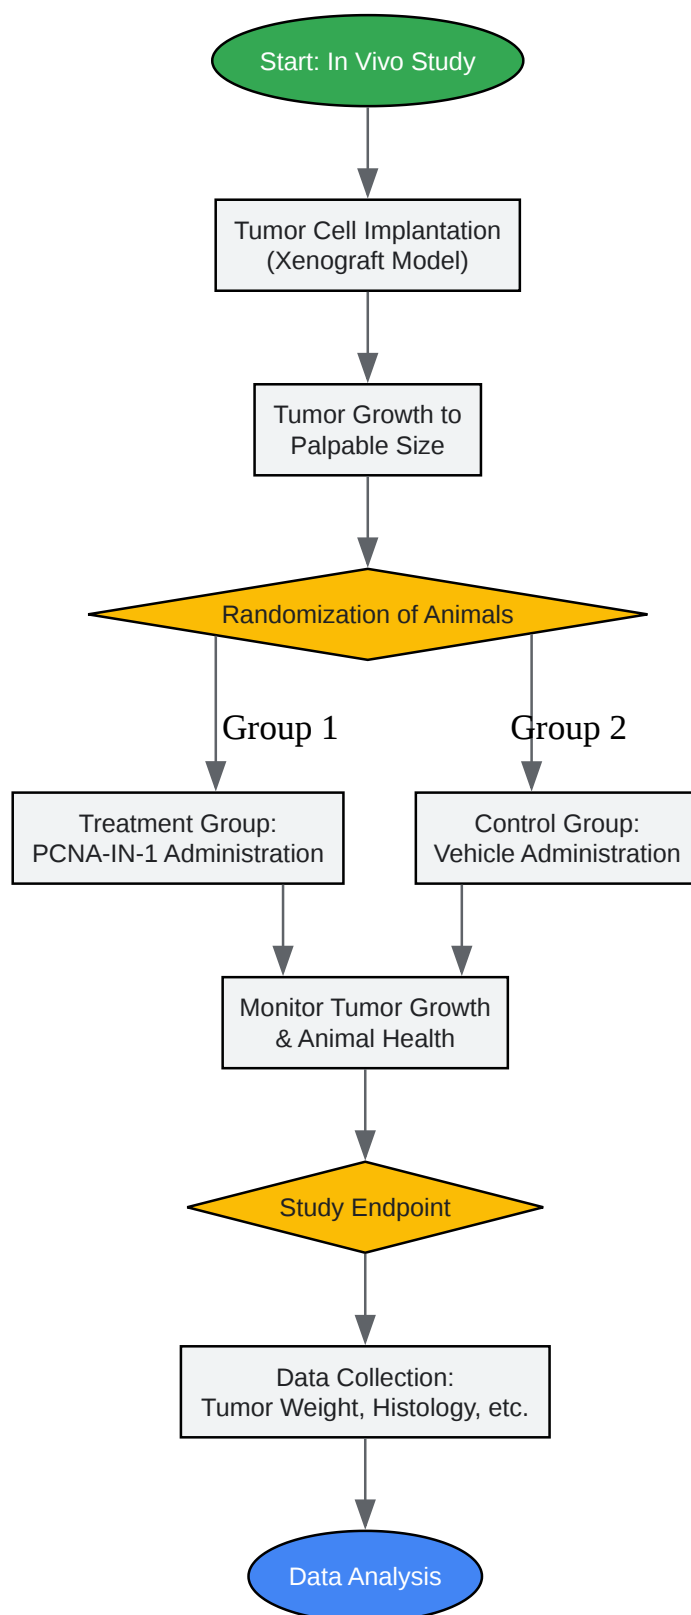 Start: In Vivo Study
Tumor Cell Implantation
(Xenograft Model)
Tumor Growth to
Palpable Size
Randomization of Animals
Group 1
Group 2
Treatment Group:
PCNA-IN-1 Administration
Control Group:
Vehicle Administration
Monitor Tumor Growth
& Animal Health
Study Endpoint
Data Collection:
Tumor Weight, Histology, etc.
Data Analysis